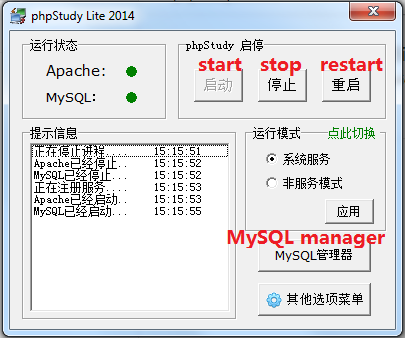 phpStudy Lite 2014
运行状态
Apache:
MySQL:
phpStudy 启停
start stop restart
启动 停止 重启
提示信息
正在停止进程... 15:15:51
Apache已经停止... 15:15:52
MySQL已经停止... 15:15:52
正在注册服务.... 15:15:53
Apache已经启动... 15:15:53
MySQL已经启动... 15:15:55
运行模式 点此切换
系统服务
非服务模式
应用
MySQL manager
MySQL管理器
其他选项菜单